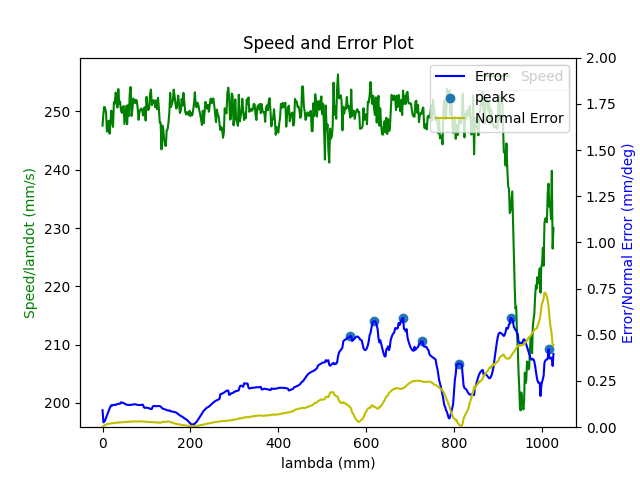 Speed and Error Plot
Error
Speed
peaks
Normal Error
Speed/lamdot (mm/s)
250
240
230
220
210
200
2.00
1.75
1.50
1.25
1.00
0.75
0.50
0.25
0.00
Error/Normal Error (mm/deg)
0
200
400
600
800
1000
lambda (mm)